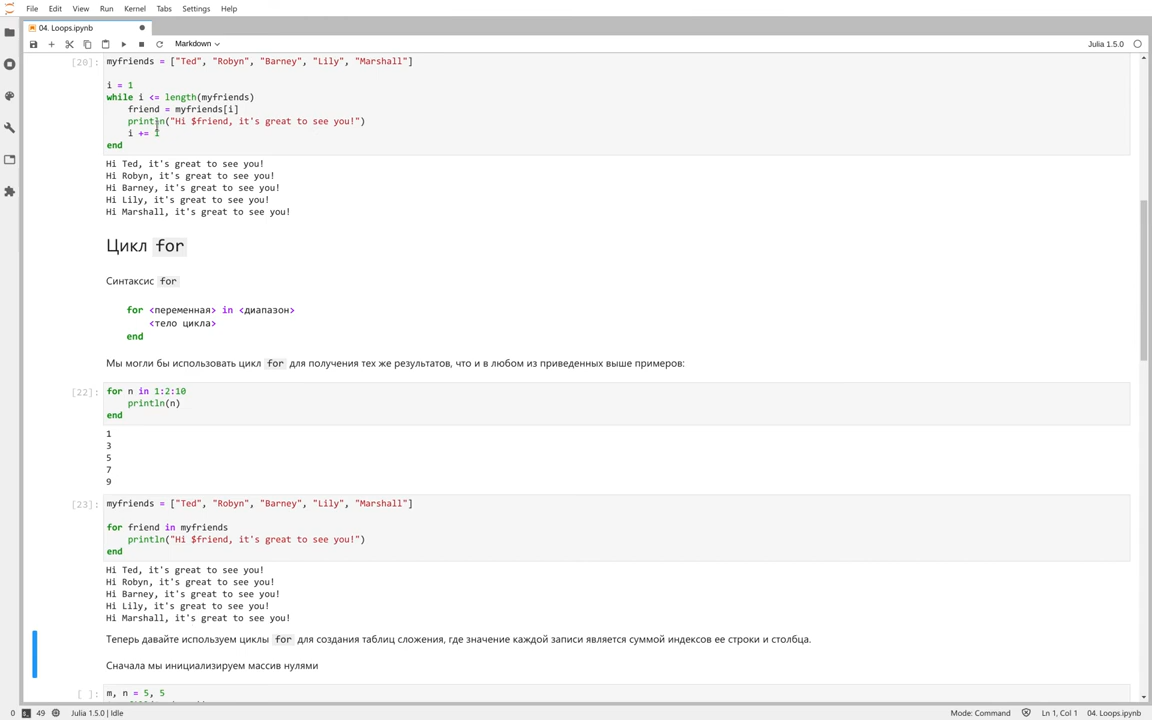 File Edit View Run Kernel Tabs Settings Help
04. Loops.ipynb
Markdown
Julia 1.5.0
[20]:
myfriends = ["Ted", "Robyn", "Barney", "Lily", "Marshall"]
i = 1
while i <= length(myfriends)
friend = myfriends[i]
println("Hi $friend, it's great to see you!")
i += 1
end
Hi Ted, it's great to see you!
Hi Robyn, it's great to see you!
Hi Barney, it's great to see you!
Hi Lily, it's great to see you!
Hi Marshall, it's great to see you!
Цикл for
Синтаксис for
for <переменная> in <диапазон>
<тело цикла>
end
Мы могли бы использовать цикл for для получения тех же результатов, что и в любом из приведенных выше примеров:
[22]:
for n in 1:2:10
println(n)
end
1
3
5
7
9
[23]:
myfriends = ["Ted", "Robyn", "Barney", "Lily", "Marshall"]
for friend in myfriends
println("Hi $friend, it's great to see you!")
end
Hi Ted, it's great to see you!
Hi Robyn, it's great to see you!
Hi Barney, it's great to see you!
Hi Lily, it's great to see you!
Hi Marshall, it's great to see you!
Теперь давайте используем циклы for для создания таблиц сложения, где значение каждой записи является суммой индексов ее строки и столбца.
Сначала мы инициализируем массив нулями
[ ]:
m, n = 5, 5
0 49 Julia 1.5.0 | Idle Mode: Command Ln 1, Col 1 04. Loops.ipynb